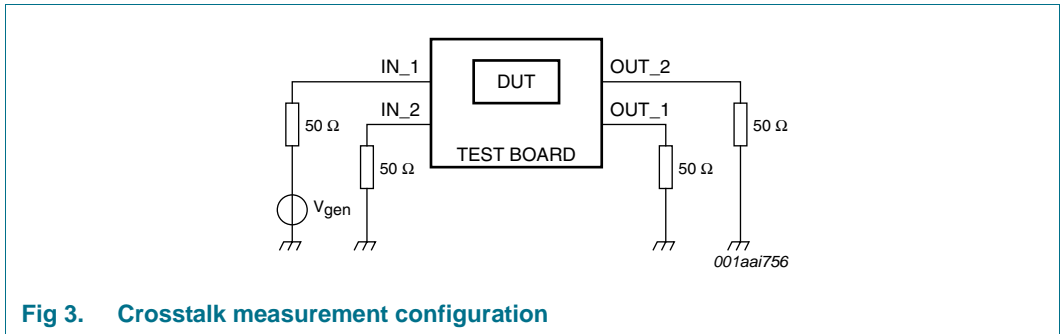 IN_1
OUT_2
DUT
IN_2
OUT_1
50 Ω
50 Ω
TEST BOARD
50 Ω
50 Ω
Vgen
001aai756
Fig 3. Crosstalk measurement configuration